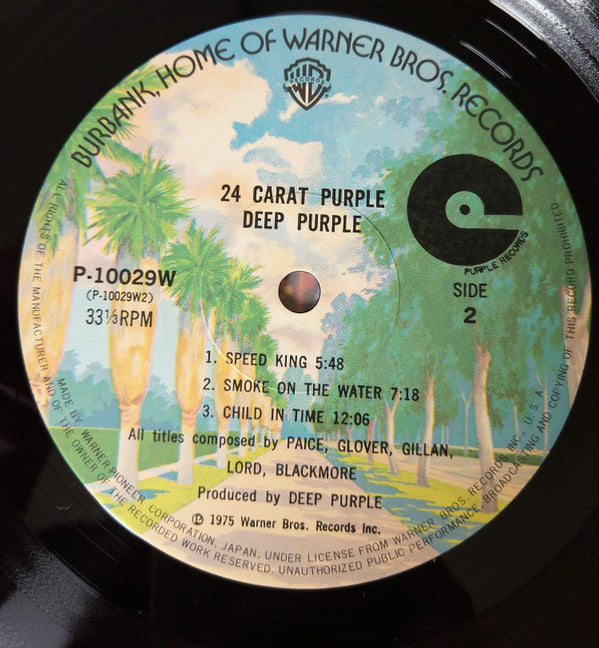 BURBANK, HOME OF WARNER BROS. RECORDS
RECORDS
24 CARAT PURPLE
DEEP PURPLE
PURPLE RECORDS
P-10029W
(P-10029W2)
33⅓RPM
SIDE
2
1. SPEED KING 5:48
2. SMOKE ON THE WATER 7:18
3. CHILD IN TIME 12:06
All titles composed by PAICE, GLOVER, GILLAN,
LORD, BLACKMORE
Produced by DEEP PURPLE
℗ 1975 Warner Bros. Records Inc.
MADE BY WARNER-PIONEER CORPORATION, JAPAN, UNDER LICENSE FROM WARNER BROS. RECORDS INC. U.S.A.
ALL RIGHTS OF THE MANUFACTURER AND OF THE OWNER OF THE RECORDED WORK RESERVED. UNAUTHORIZED PUBLIC PERFORMANCE, BROADCASTING AND COPYING OF THIS RECORD PROHIBITED